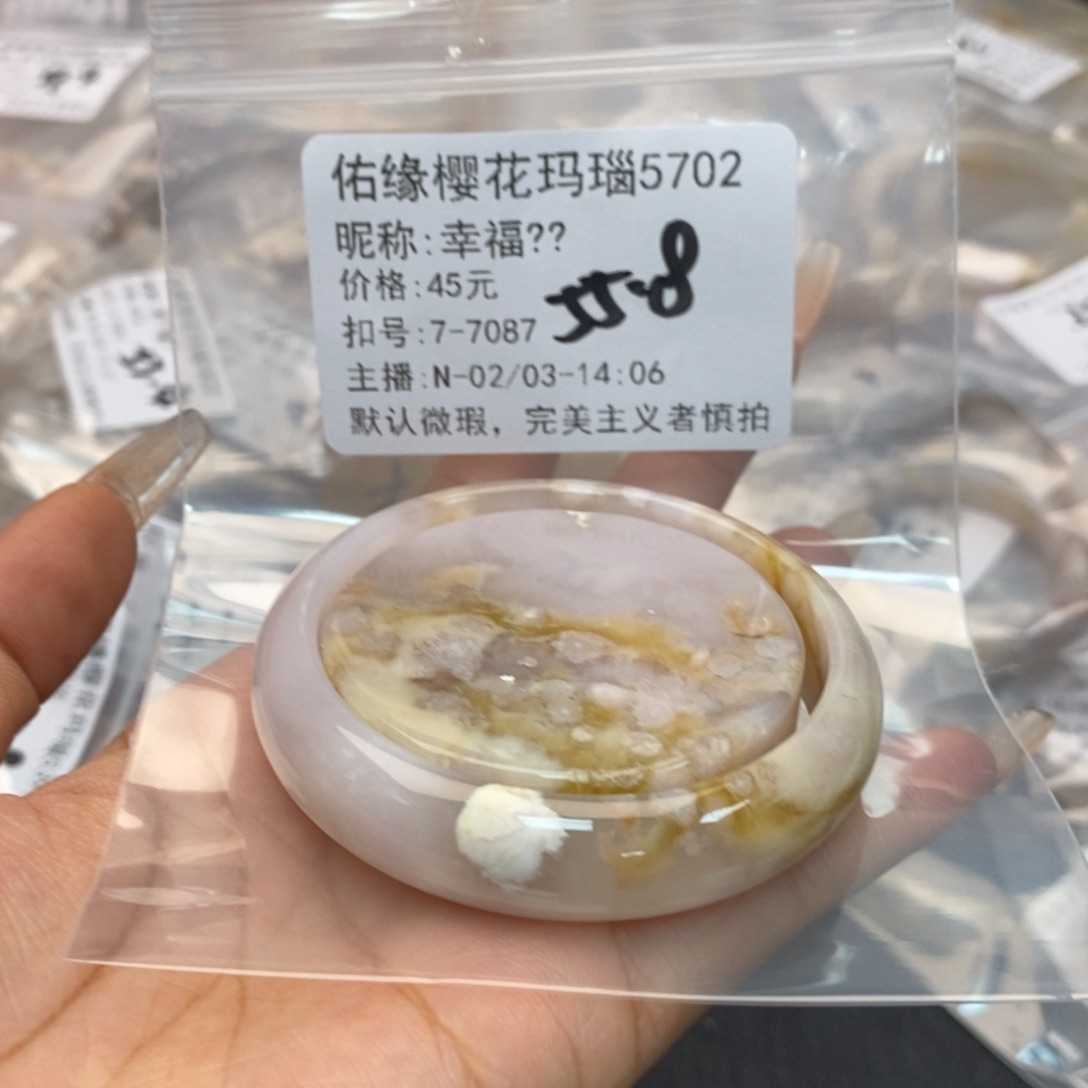 佑缘樱花玛瑙5702
昵称:幸福??
价格:45元
扣号:7-7087
主播:N-02/03-14:06
默认微瑕，完美主义者慎拍